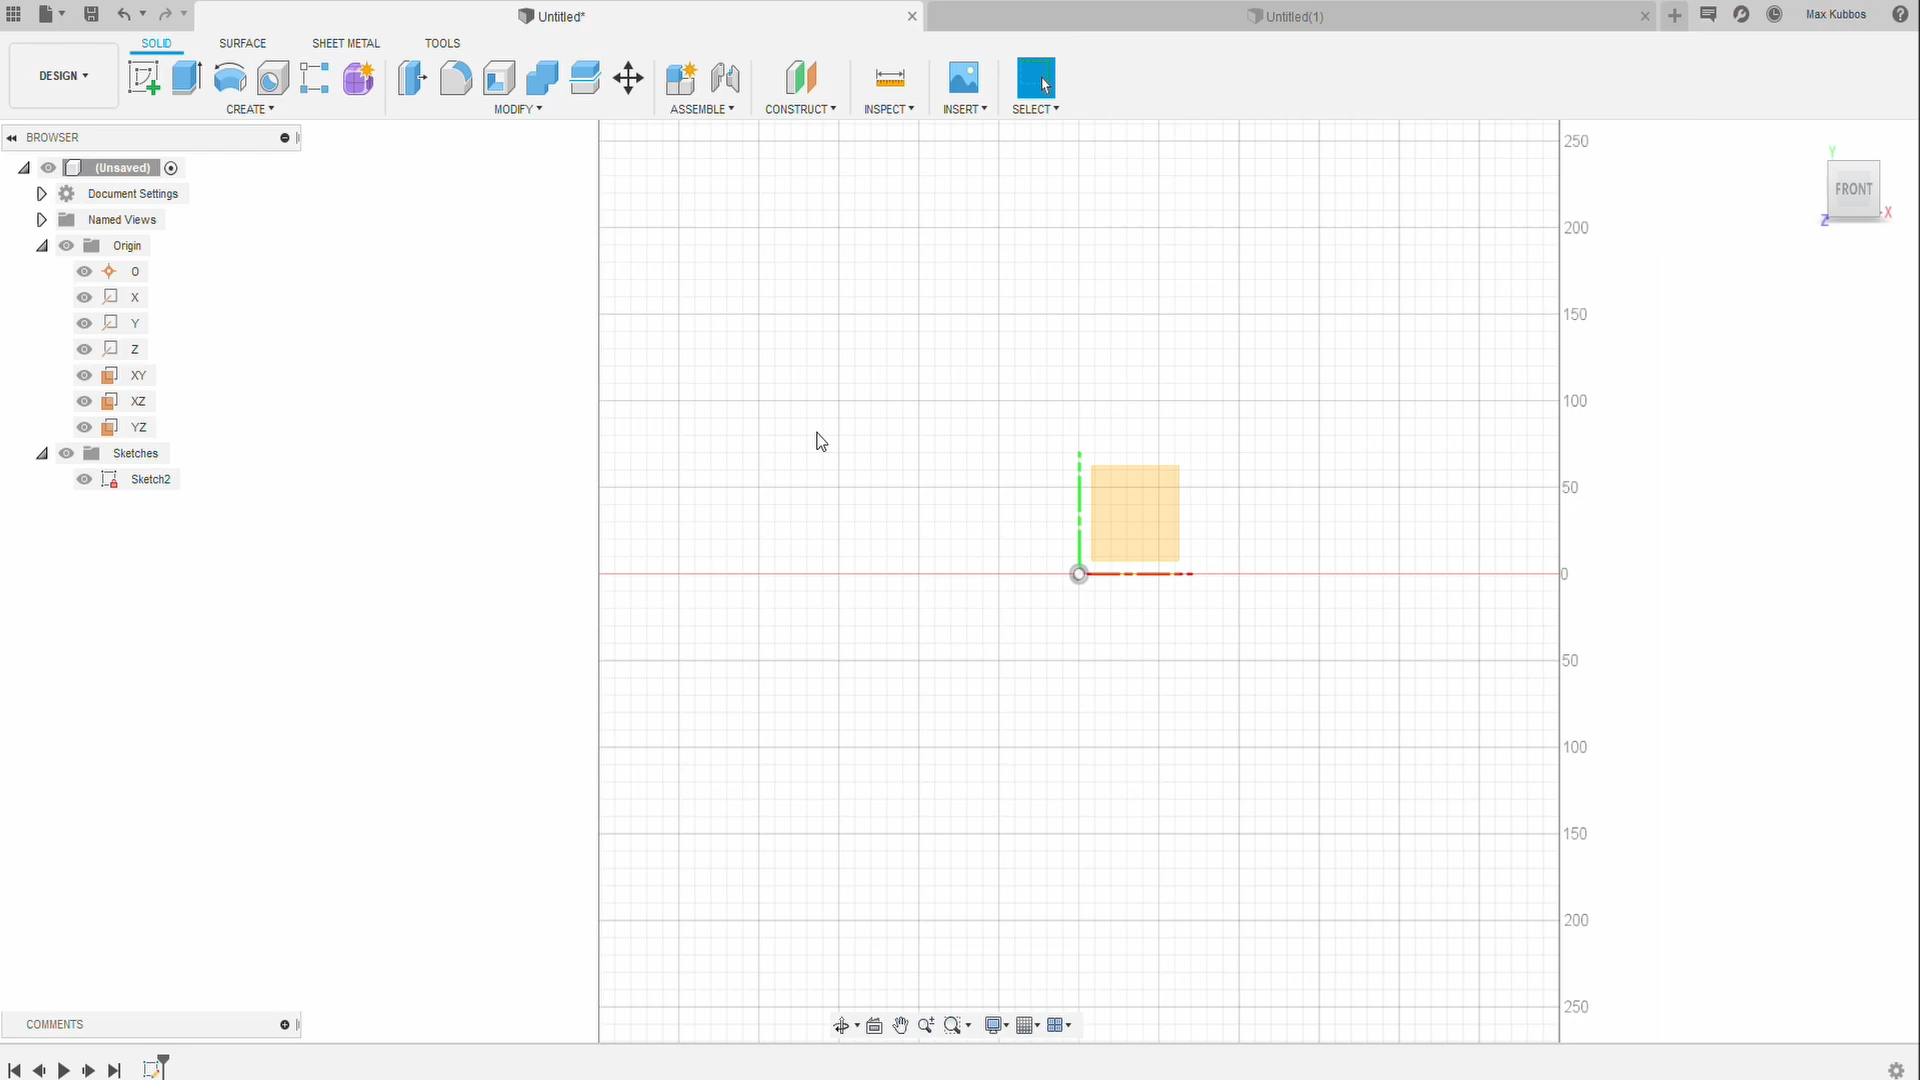 Untitled*
Untitled(1)
Max Kubbos
SOLID
SURFACE
SHEET METAL
TOOLS
DESIGN
CREATE
MODIFY
ASSEMBLE
CONSTRUCT
INSPECT
INSERT
SELECT
BROWSER
(Unsaved)
Document Settings
Named Views
Origin
O
X
Y
Z
XY
XZ
YZ
Sketches
Sketch2
250
200
150
100
50
0
50
100
150
200
250
Y
FRONT
X
Z
COMMENTS